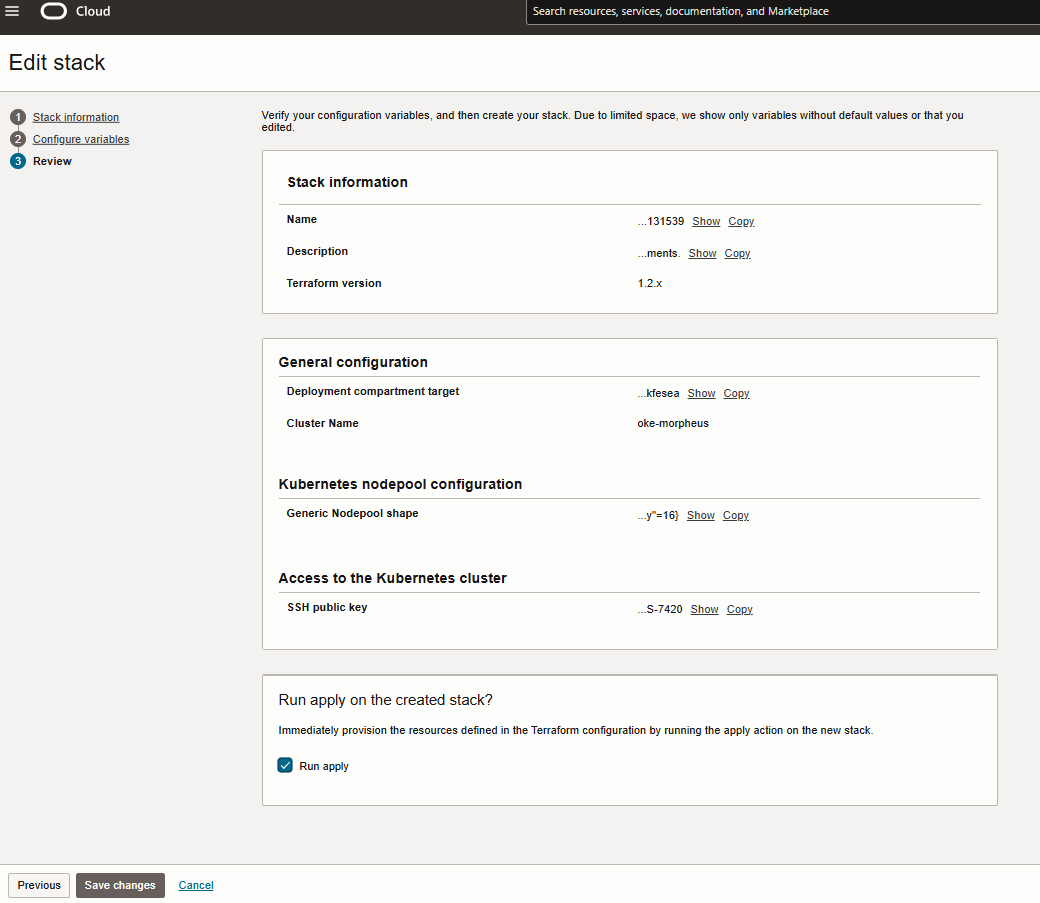 Cloud
Search resources, services, documentation, and Marketplace
Edit stack
1 Stack information
2 Configure variables
3 Review
Verify your configuration variables, and then create your stack. Due to limited space, we show only variables without default values or that you
edited.
Stack information
Name ...131539 Show Copy
Description ...ments. Show Copy
Terraform version 1.2.x
General configuration
Deployment compartment target ...kfesea Show Copy
Cluster Name oke-morpheus
Kubernetes nodepool configuration
Generic Nodepool shape ...y"=16} Show Copy
Access to the Kubernetes cluster
SSH public key ...S-7420 Show Copy
Run apply on the created stack?
Immediately provision the resources defined in the Terraform configuration by running the apply action on the new stack.
Run apply
Previous Save changes Cancel